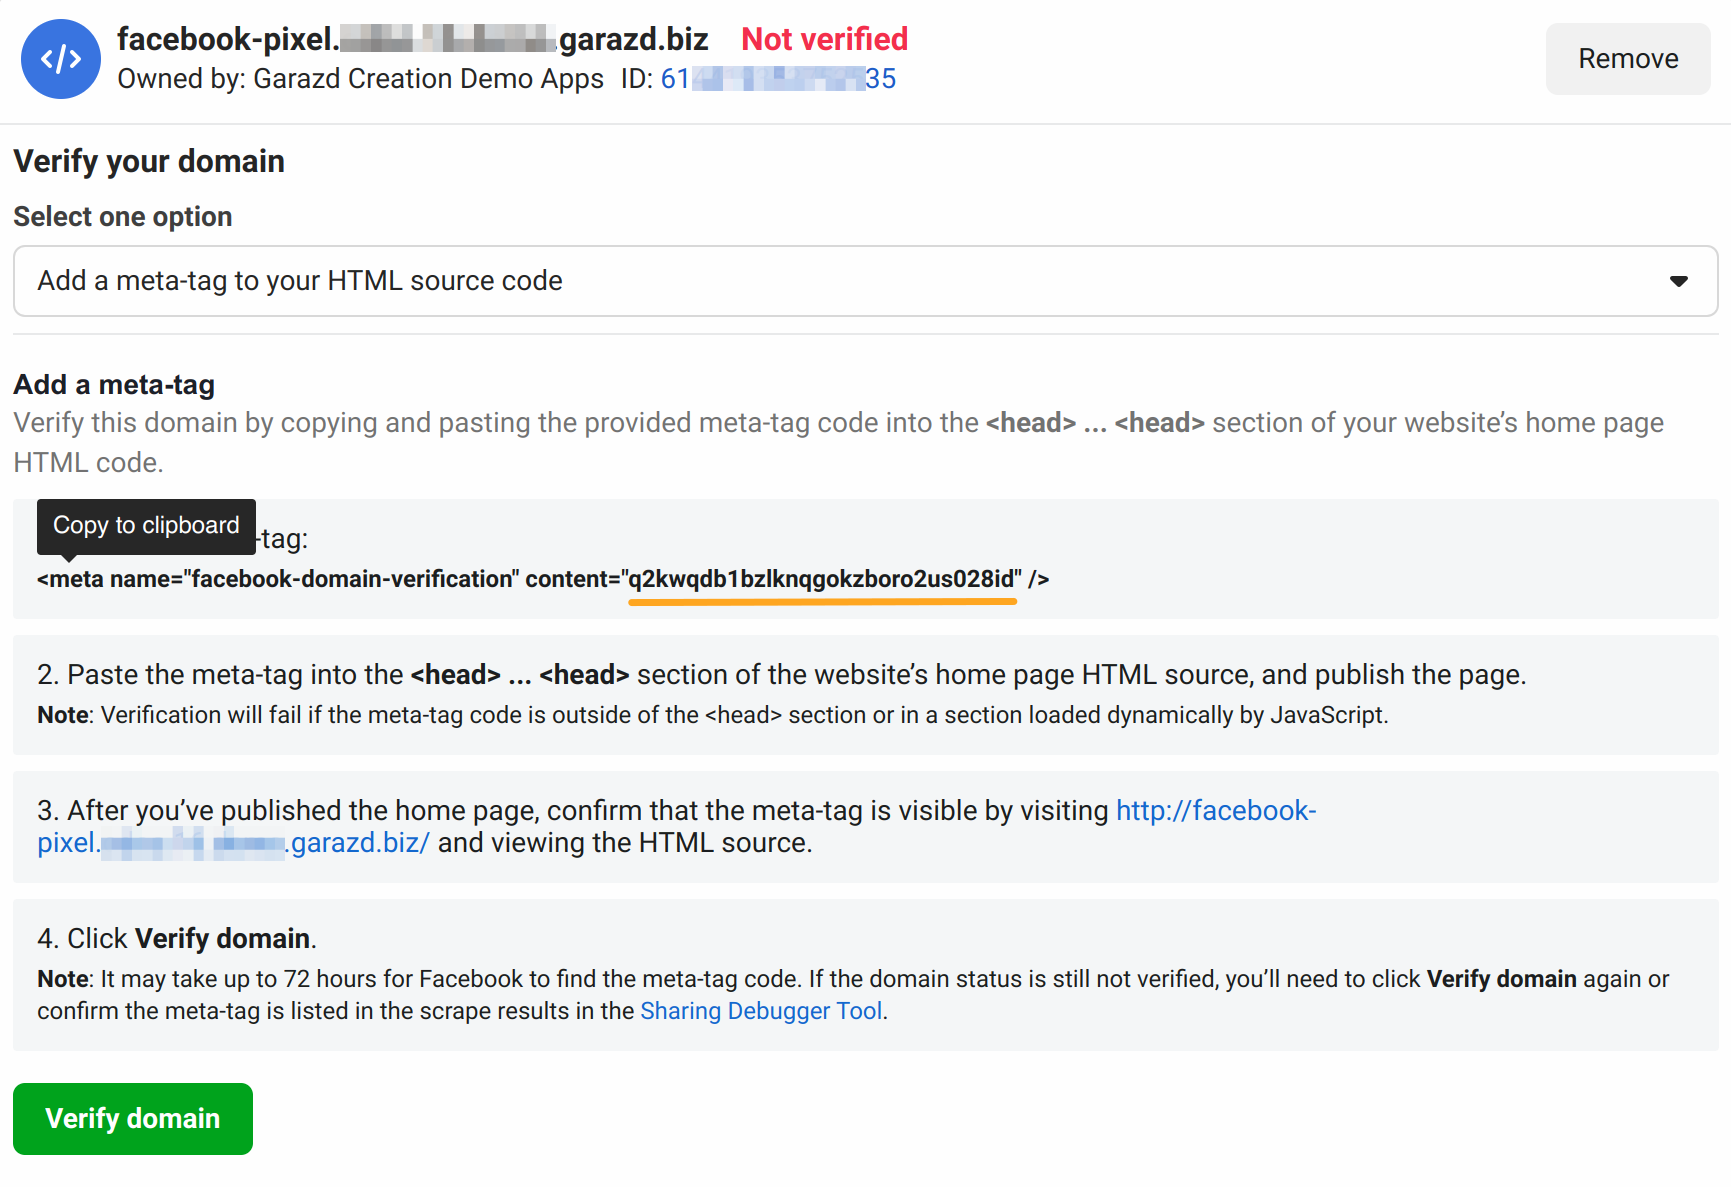 facebook-pixel. .garazd.biz Not verified
Owned by: Garazd Creation Demo Apps ID: 61 35
Remove
Verify your domain
Select one option
Add a meta-tag to your HTML source code
Add a meta-tag
Verify this domain by copying and pasting the provided meta-tag code into the <head> ... <head> section of your website’s home page
HTML code.
Copy to clipboard
-tag:
<meta name="facebook-domain-verification" content="q2kwqdb1bzlknqgokzboro2us028id" />
2. Paste the meta-tag into the <head> ... <head> section of the website’s home page HTML source, and publish the page.
Note: Verification will fail if the meta-tag code is outside of the <head> section or in a section loaded dynamically by JavaScript.
3. After you’ve published the home page, confirm that the meta-tag is visible by visiting http://facebook-
pixel. .garazd.biz/ and viewing the HTML source.
4. Click Verify domain.
Note: It may take up to 72 hours for Facebook to find the meta-tag code. If the domain status is still not verified, you’ll need to click Verify domain again or
confirm the meta-tag is listed in the scrape results in the Sharing Debugger Tool.
Verify domain